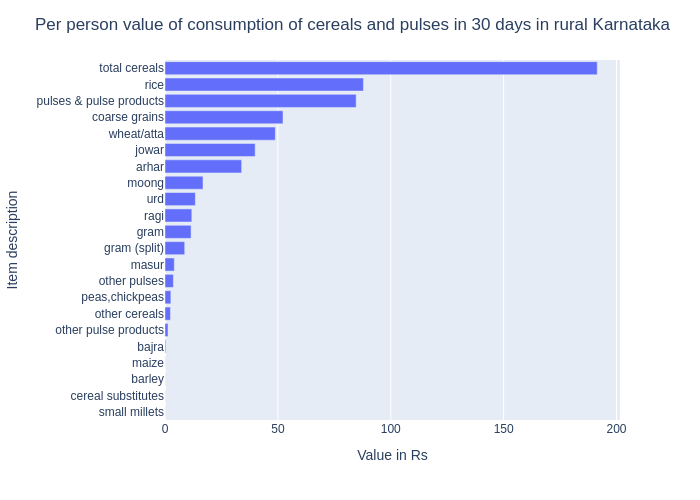 Per person value of consumption of cereals and pulses in 30 days in rural Karnataka
total cereals
rice
pulses & pulse products
coarse grains
wheat/atta
jowar
arhar
moong
urd
ragi
gram
gram (split)
masur
other pulses
peas,chickpeas
other cereals
other pulse products
bajra
maize
barley
cereal substitutes
small millets
0 50 100 150 200
Value in Rs
Item description